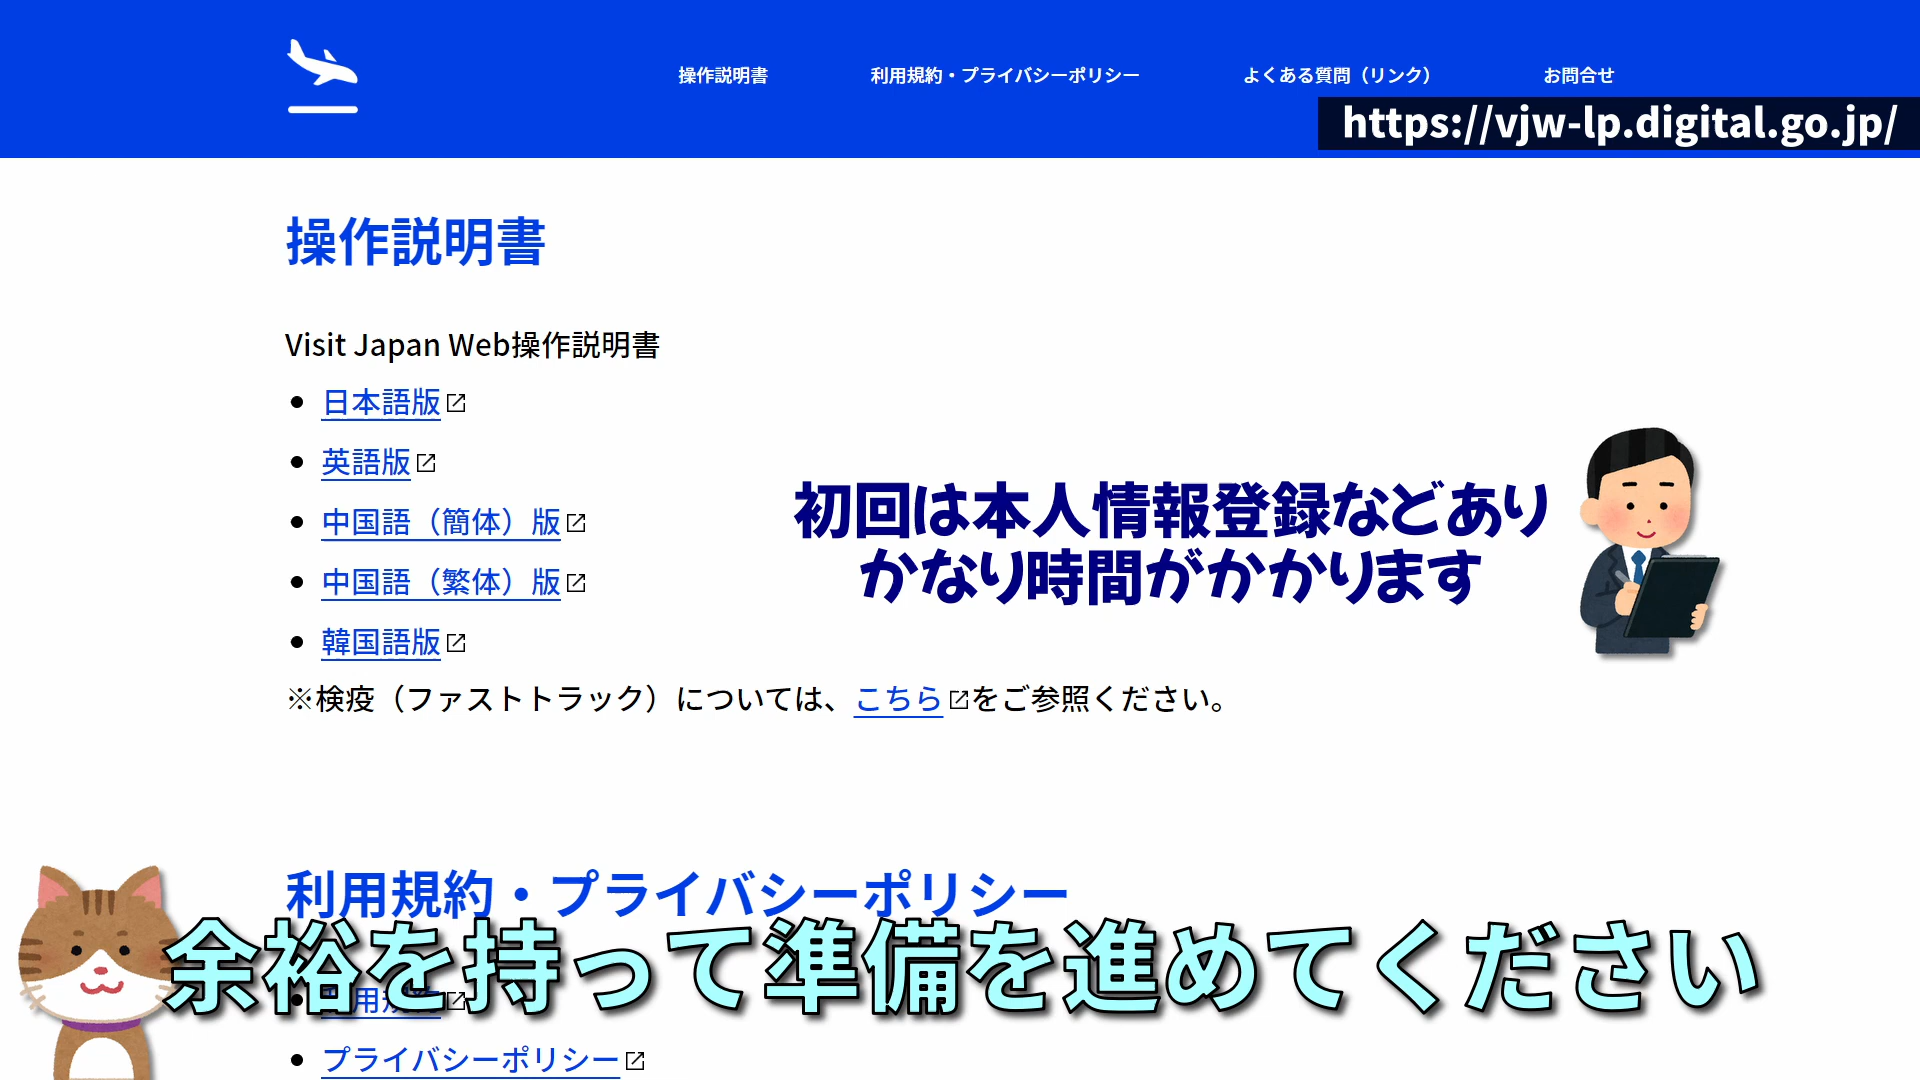 操作説明書 利用規約・プライバシーポリシー よくある質問（リンク） お問合せ
https://vjw-lp.digital.go.jp/
操作説明書
Visit Japan Web操作説明書
日本語版
英語版
中国語（簡体）版
中国語（繁体）版
韓国語版
※検疫（ファストトラック）については、こちらをご参照ください。
初回は本人情報登録などあり
かなり時間がかかります
利用規約・プライバシーポリシー
余裕を持って準備を進めてください
利用規約
プライバシーポリシー